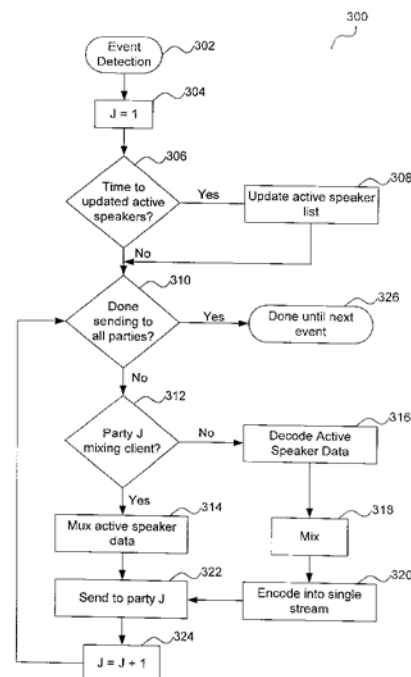 300
Event
Detection
302
304
J = 1
306
308
Time to
updated active
speakers?
Yes
Update active speaker
list
No
310
326
Done
sending to
all parties?
Yes
Done until next
event
No
312
316
Party J
mixing client?
No
Decode Active
Speaker Data
Yes
314
318
Mux active speaker
data
Mix
322
320
Send to party J
Encode into single
stream
324
J = J + 1